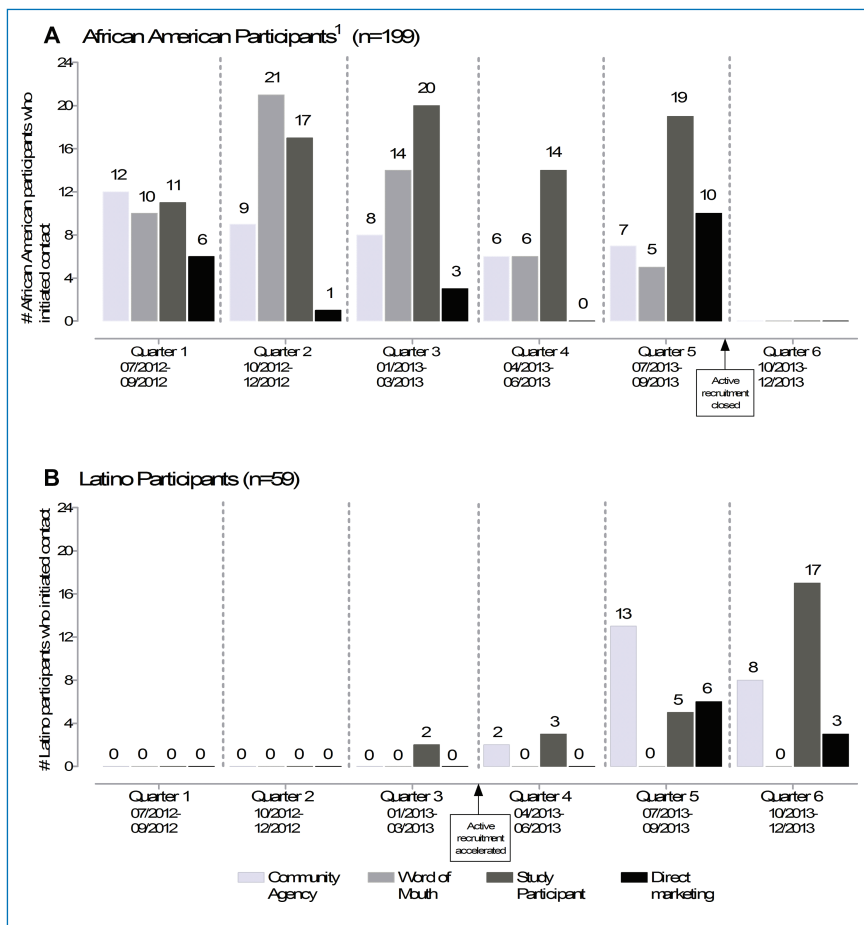 A African American Participants1 (n=199)
# African American participants who
initiated contact
24
20
16
12
8
4
0
12
10
11
6
9
21
17
1
8
14
20
3
6
6
14
0
7
5
19
10
Quarter 1
07/2012-
09/2012
Quarter 2
10/2012-
12/2012
Quarter 3
01/2013-
03/2013
Quarter 4
04/2013-
06/2013
Quarter 5
07/2013-
09/2013
Quarter 6
10/2013-
12/2013
Active
recruitment
closed
B Latino Participants (n=59)
# Latino participants who initiated contact
24
20
16
12
8
4
0
0
0
0
0
0
0
0
0
0
0
2
0
2
0
3
0
13
0
5
6
8
0
17
3
Quarter 1
07/2012-
09/2012
Quarter 2
10/2012-
12/2012
Quarter 3
01/2013-
03/2013
Quarter 4
04/2013-
06/2013
Quarter 5
07/2013-
09/2013
Quarter 6
10/2013-
12/2013
Active
recruitment
accelerated
Community
Agency
Word of
Mouth
Study
Participant
Direct
marketing